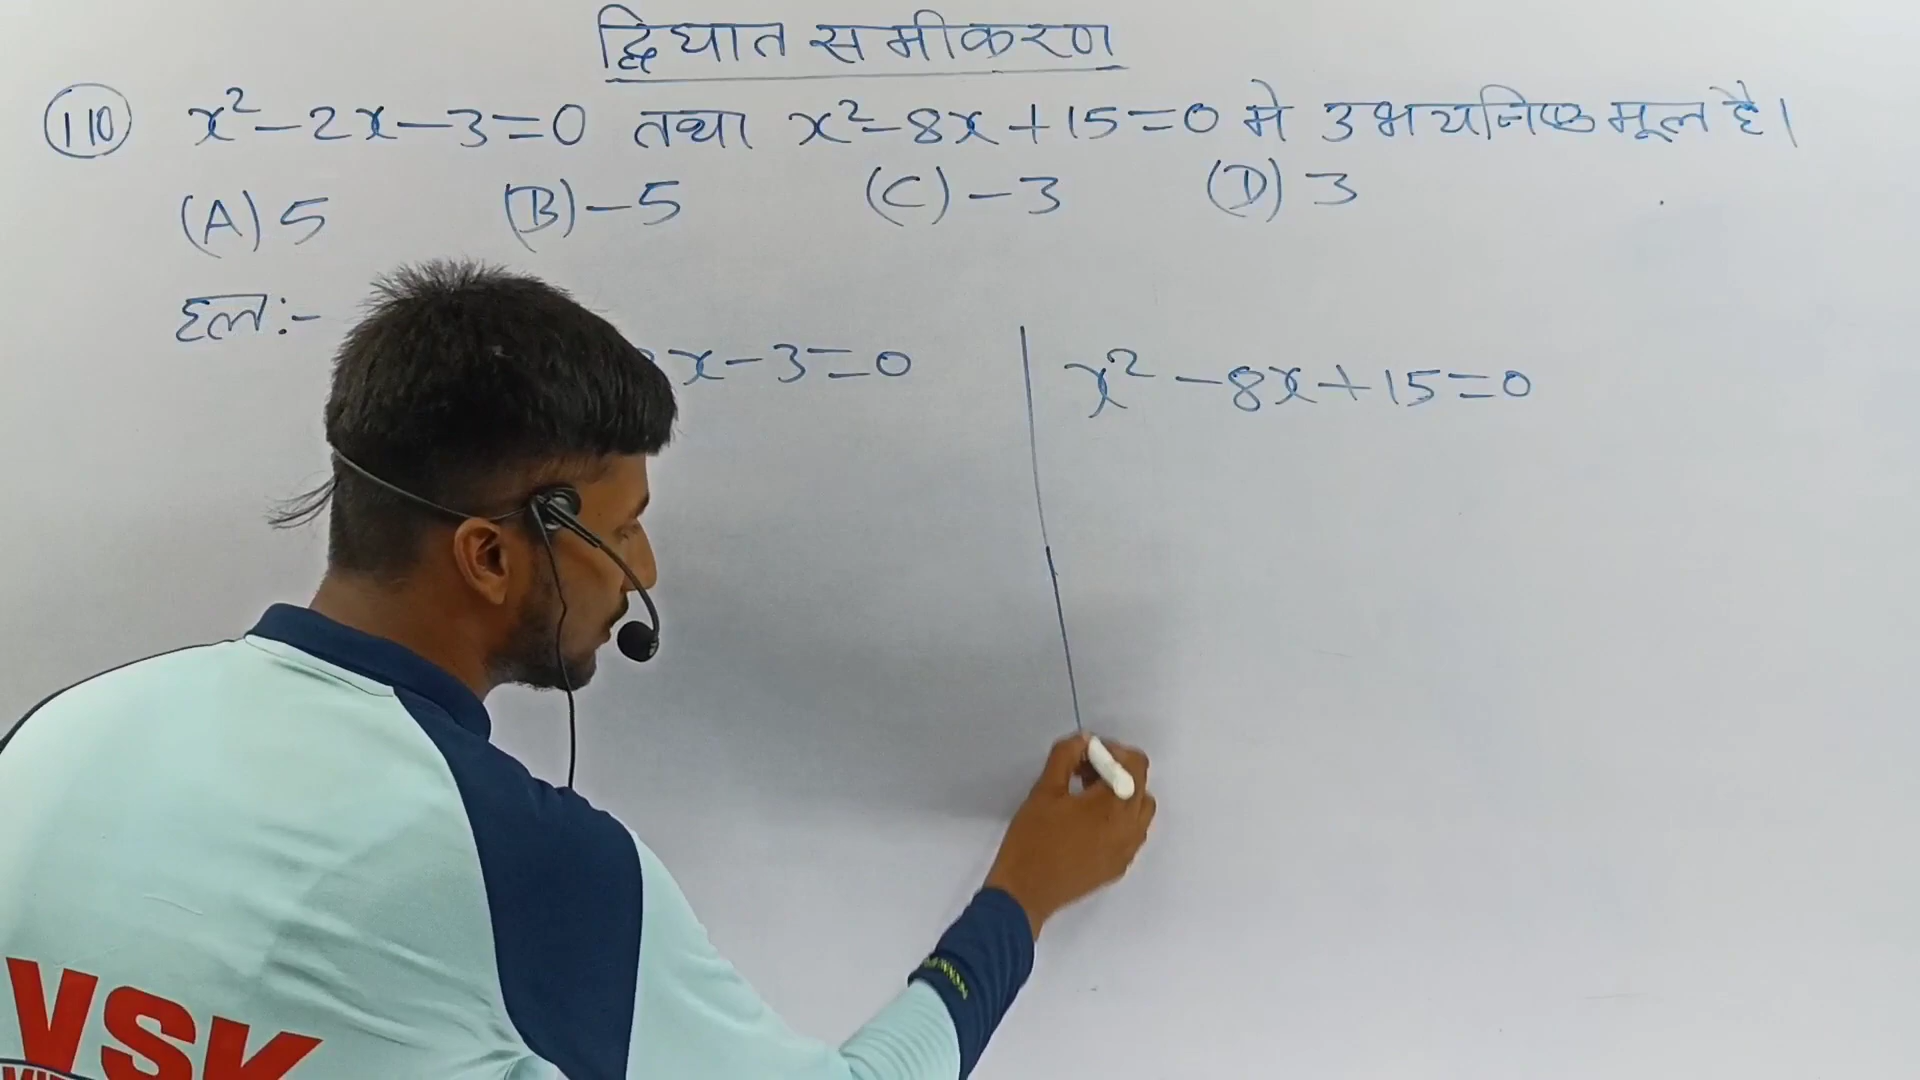 द्विघात समीकरण
110 x²-2x-3=0 तथा x²-8x+15=0 मे उभयनिष्ठ मूल है।
(A) 5 (B) -5 (C) -3 (D) 3
हल:-
x-3=0 x²-8x+15=0
VSK